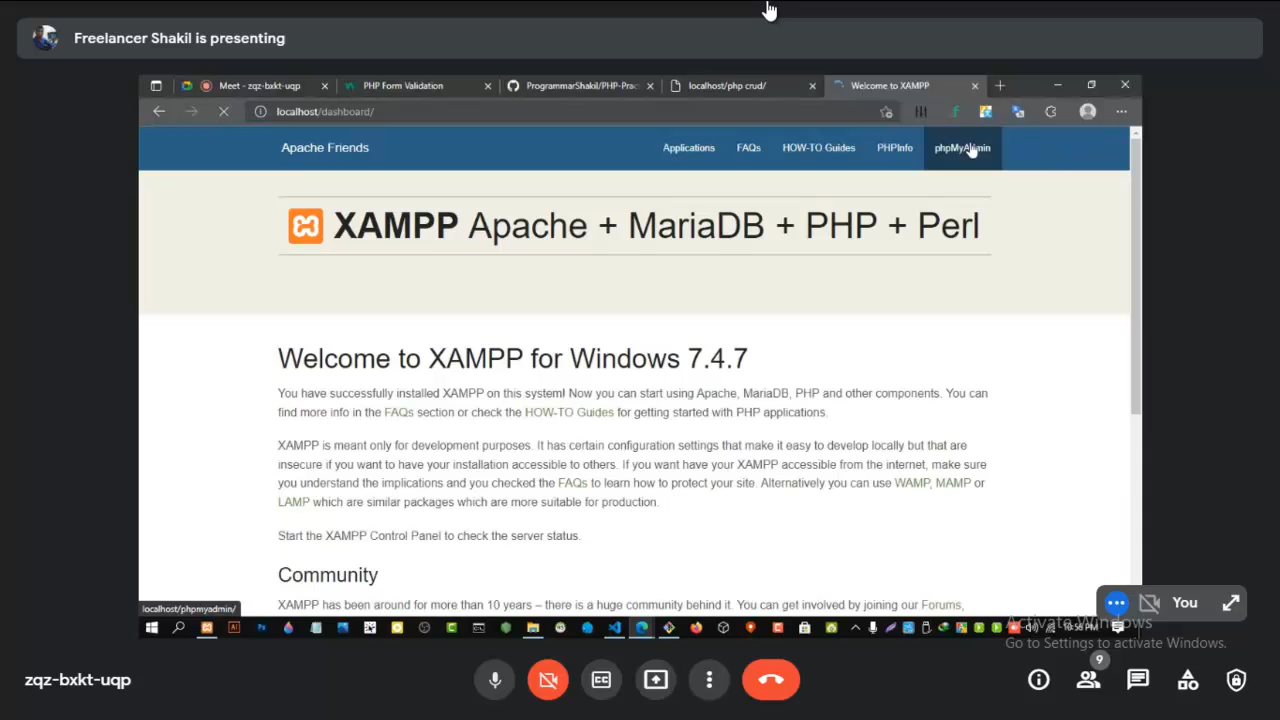 Freelancer Shakil is presenting
Meet - zqz-bxkt-uqp
PHP Form Validation
ProgrammarShakil/PHP-Prac
localhost/php crud/
Welcome to XAMPP
localhost/dashboard/
Apache Friends
Applications
FAQs
HOW-TO Guides
PHPInfo
phpMyAdmin
XAMPP Apache + MariaDB + PHP + Perl
Welcome to XAMPP for Windows 7.4.7
You have successfully installed XAMPP on this system! Now you can start using Apache, MariaDB, PHP and other components. You
can find more info in the FAQs section or check the HOW-TO Guides for getting started with PHP applications.
XAMPP is meant only for development purposes. It has certain configuration settings that make it easy to develop locally but that are
insecure if you want to have your installation accessible to others. If you want have your XAMPP accessible from the internet, make sure
you understand the implications and you checked the FAQs to learn how to protect your site. Alternatively you can use WAMP, MAMP or
LAMP which are similar packages which are more suitable for production.
Start the XAMPP Control Panel to check the server status.
Community
XAMPP has been around for more than 10 years – there is a huge community behind it. You can get involved by joining our Forums,
localhost/phpmyadmin/
You
Activate Windows
Go to Settings to activate Windows.
zqz-bxkt-uqp
9